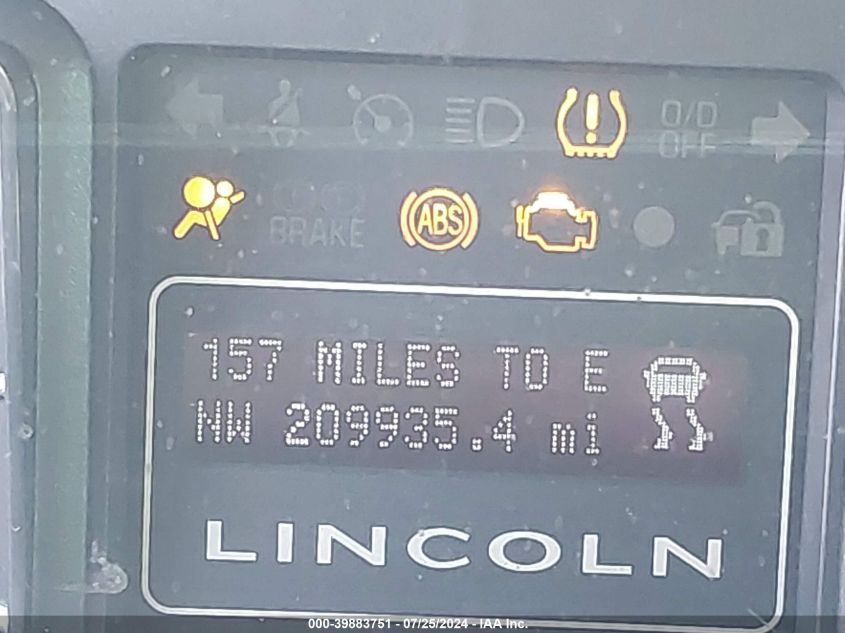 O/D
OFF
BRAKE
ABS
157 MILES TO E
NW 209935.4 mi
LINCOLN
000-39883751 - 07/25/2024 - IAA Inc.